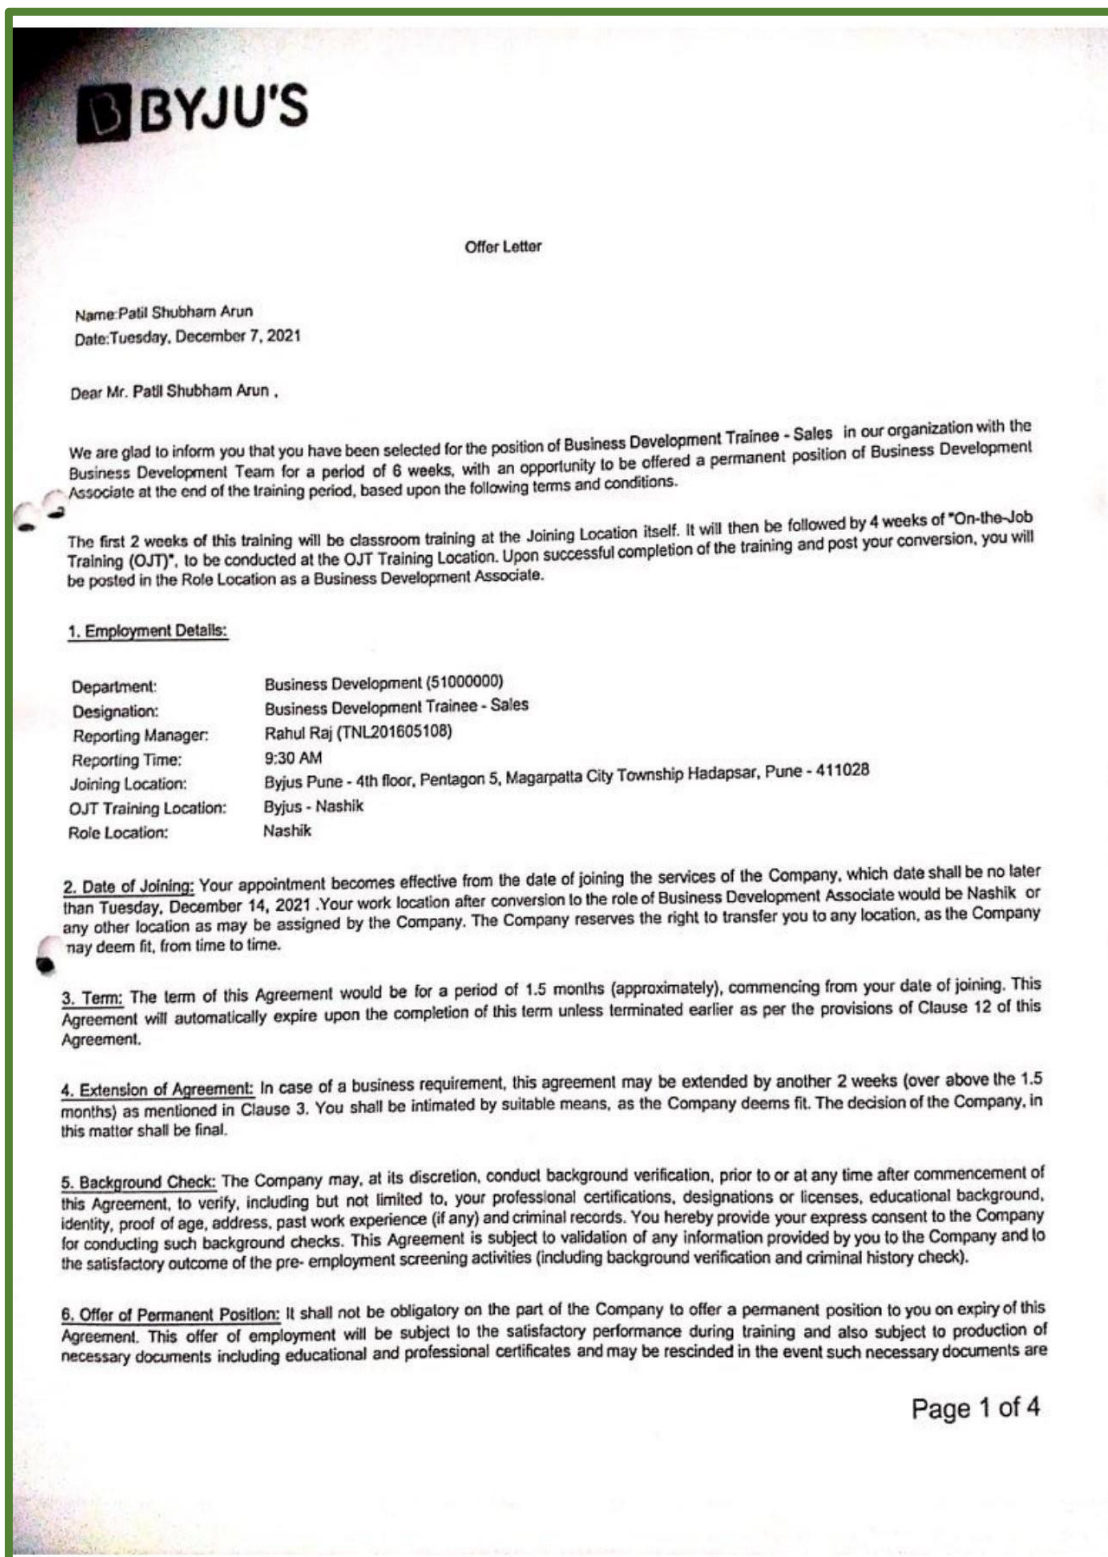 BYJU'S
Offer Letter
Name:Patil Shubham Arun
Date:Tuesday, December 7, 2021
Dear Mr. Patil Shubham Arun ,
We are glad to inform you that you have been selected for the position of Business Development Trainee - Sales in our organization with the
Business Development Team for a period of 6 weeks, with an opportunity to be offered a permanent position of Business Development
Associate at the end of the training period, based upon the following terms and conditions.
The first 2 weeks of this training will be classroom training at the Joining Location itself. It will then be followed by 4 weeks of "On-the-Job
Training (OJT)", to be conducted at the OJT Training Location. Upon successful completion of the training and post your conversion, you will
be posted in the Role Location as a Business Development Associate.
1. Employment Details:
Department: Business Development (51000000)
Designation: Business Development Trainee - Sales
Reporting Manager: Rahul Raj (TNL201605108)
Reporting Time: 9:30 AM
Joining Location: Byjus Pune - 4th floor, Pentagon 5, Magarpatta City Township Hadapsar, Pune - 411028
OJT Training Location: Byjus - Nashik
Role Location: Nashik
2. Date of Joining: Your appointment becomes effective from the date of joining the services of the Company, which date shall be no later
than Tuesday, December 14, 2021 .Your work location after conversion to the role of Business Development Associate would be Nashik or
any other location as may be assigned by the Company. The Company reserves the right to transfer you to any location, as the Company
may deem fit, from time to time.
3. Term: The term of this Agreement would be for a period of 1.5 months (approximately), commencing from your date of joining. This
Agreement will automatically expire upon the completion of this term unless terminated earlier as per the provisions of Clause 12 of this
Agreement.
4. Extension of Agreement: In case of a business requirement, this agreement may be extended by another 2 weeks (over above the 1.5
months) as mentioned in Clause 3. You shall be intimated by suitable means, as the Company deems fit. The decision of the Company, in
this matter shall be final.
5. Background Check: The Company may, at its discretion, conduct background verification, prior to or at any time after commencement of
this Agreement, to verify, including but not limited to, your professional certifications, designations or licenses, educational background,
identity, proof of age, address, past work experience (if any) and criminal records. You hereby provide your express consent to the Company
for conducting such background checks. This Agreement is subject to validation of any information provided by you to the Company and to
the satisfactory outcome of the pre- employment screening activities (including background verification and criminal history check).
6. Offer of Permanent Position: It shall not be obligatory on the part of the Company to offer a permanent position to you on expiry of this
Agreement. This offer of employment will be subject to the satisfactory performance during training and also subject to production of
necessary documents including educational and professional certificates and may be rescinded in the event such necessary documents are
Page 1 of 4